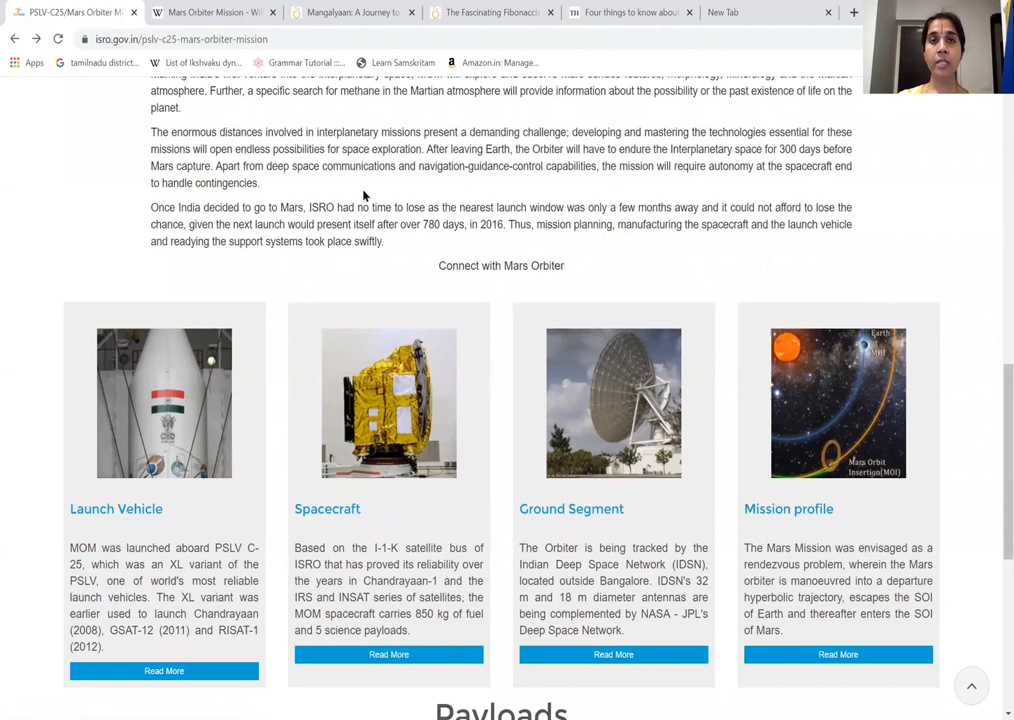 PSLV-C25/Mars Orbiter Mi
Mars Orbiter Mission - Wi
Mangalyaan: A Journey to
The Fascinating Fibonacci
TH Four things to know about
New Tab
isro.gov.in/pslv-c25-mars-orbiter-mission
Apps
tamilnadu district...
List of Ikshvaku dyn...
Grammar Tutorial ::...
Learn Samskritam
Amazon.in: Manage...
atmosphere. Further, a specific search for methane in the Martian atmosphere will provide information about the possibility or the past existence of life on the
planet.
The enormous distances involved in interplanetary missions present a demanding challenge; developing and mastering the technologies essential for these
missions will open endless possibilities for space exploration. After leaving Earth, the Orbiter will have to endure the Interplanetary space for 300 days before
Mars capture. Apart from deep space communications and navigation-guidance-control capabilities, the mission will require autonomy at the spacecraft end
to handle contingencies.
Once India decided to go to Mars, ISRO had no time to lose as the nearest launch window was only a few months away and it could not afford to lose the
chance, given the next launch would present itself after over 780 days, in 2016. Thus, mission planning, manufacturing the spacecraft and the launch vehicle
and readying the support systems took place swiftly.
Connect with Mars Orbiter
Earth
MOI
Mars Orbit
Insertion(MOI)
Launch Vehicle
MOM was launched aboard PSLV C-
25, which was an XL variant of the
PSLV, one of world's most reliable
launch vehicles. The XL variant was
earlier used to launch Chandrayaan
(2008), GSAT-12 (2011) and RISAT-1
(2012).
Read More
Spacecraft
Based on the I-1-K satellite bus of
ISRO that has proved its reliability over
the years in Chandrayaan-1 and the
IRS and INSAT series of satellites, the
MOM spacecraft carries 850 kg of fuel
and 5 science payloads.
Read More
Ground Segment
The Orbiter is being tracked by the
Indian Deep Space Network (IDSN),
located outside Bangalore. IDSN's 32
m and 18 m diameter antennas are
being complemented by NASA - JPL's
Deep Space Network.
Read More
Mission profile
The Mars Mission was envisaged as a
rendezvous problem, wherein the Mars
orbiter is manoeuvred into a departure
hyperbolic trajectory, escapes the SOI
of Earth and thereafter enters the SOI
of Mars.
Read More
Payloads